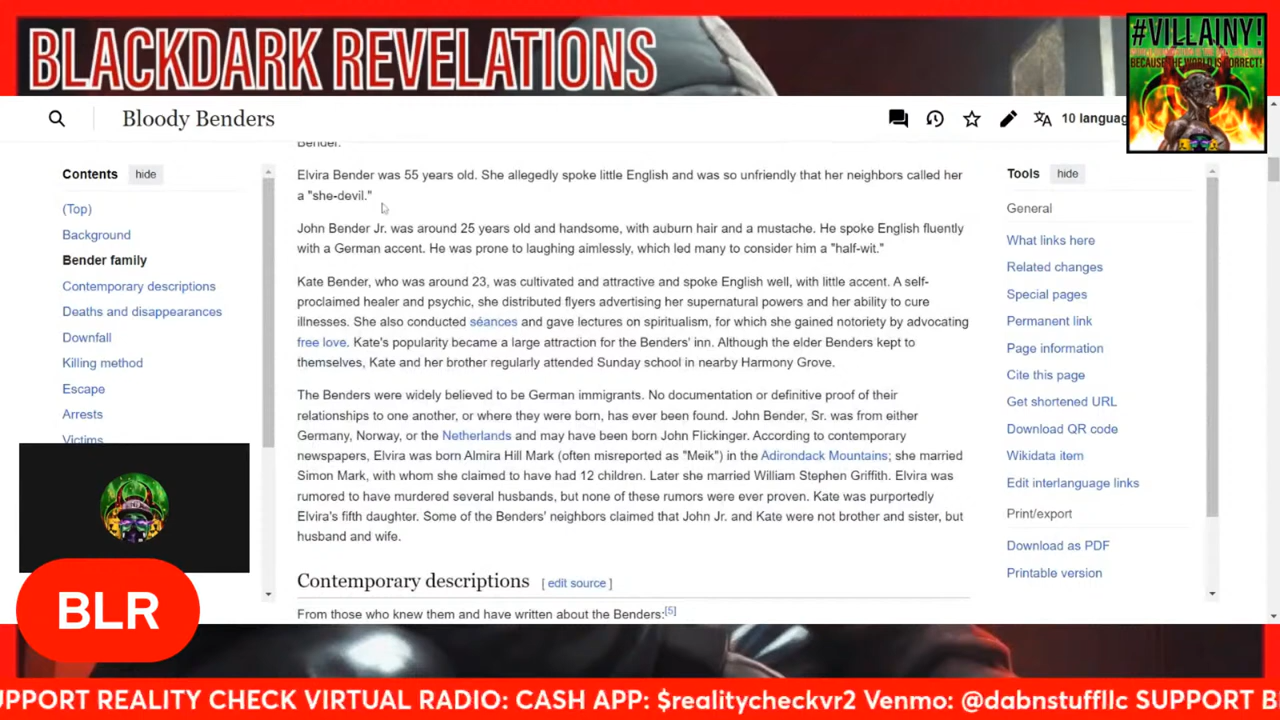 BLACKDARK REVELATIONS
#VILLAINY!
BECAUSE THE WORLD IS CORRECT!
Bloody Benders
10 languag
Contents
hide
(Top)
Background
Bender family
Contemporary descriptions
Deaths and disappearances
Downfall
Killing method
Escape
Arrests
Victims
Bender.
Elvira Bender was 55 years old. She allegedly spoke little English and was so unfriendly that her neighbors called her
a "she-devil."
John Bender Jr. was around 25 years old and handsome, with auburn hair and a mustache. He spoke English fluently
with a German accent. He was prone to laughing aimlessly, which led many to consider him a "half-wit."
Kate Bender, who was around 23, was cultivated and attractive and spoke English well, with little accent. A self-
proclaimed healer and psychic, she distributed flyers advertising her supernatural powers and her ability to cure
illnesses. She also conducted séances and gave lectures on spiritualism, for which she gained notoriety by advocating
free love. Kate's popularity became a large attraction for the Benders' inn. Although the elder Benders kept to
themselves, Kate and her brother regularly attended Sunday school in nearby Harmony Grove.
The Benders were widely believed to be German immigrants. No documentation or definitive proof of their
relationships to one another, or where they were born, has ever been found. John Bender, Sr. was from either
Germany, Norway, or the Netherlands and may have been born John Flickinger. According to contemporary
newspapers, Elvira was born Almira Hill Mark (often misreported as "Meik") in the Adirondack Mountains; she married
Simon Mark, with whom she claimed to have had 12 children. Later she married William Stephen Griffith. Elvira was
rumored to have murdered several husbands, but none of these rumors were ever proven. Kate was purportedly
Elvira's fifth daughter. Some of the Benders' neighbors claimed that John Jr. and Kate were not brother and sister, but
husband and wife.
Contemporary descriptions [ edit source ]
From those who knew them and have written about the Benders:[5]
Tools
hide
General
What links here
Related changes
Special pages
Permanent link
Page information
Cite this page
Get shortened URL
Download QR code
Wikidata item
Edit interlanguage links
Print/export
Download as PDF
Printable version
BLR
UPPORT REALITY CHECK VIRTUAL RADIO: CASH APP: $realitycheckvr2 Venmo: @dabnstuffllc SUPPORT B